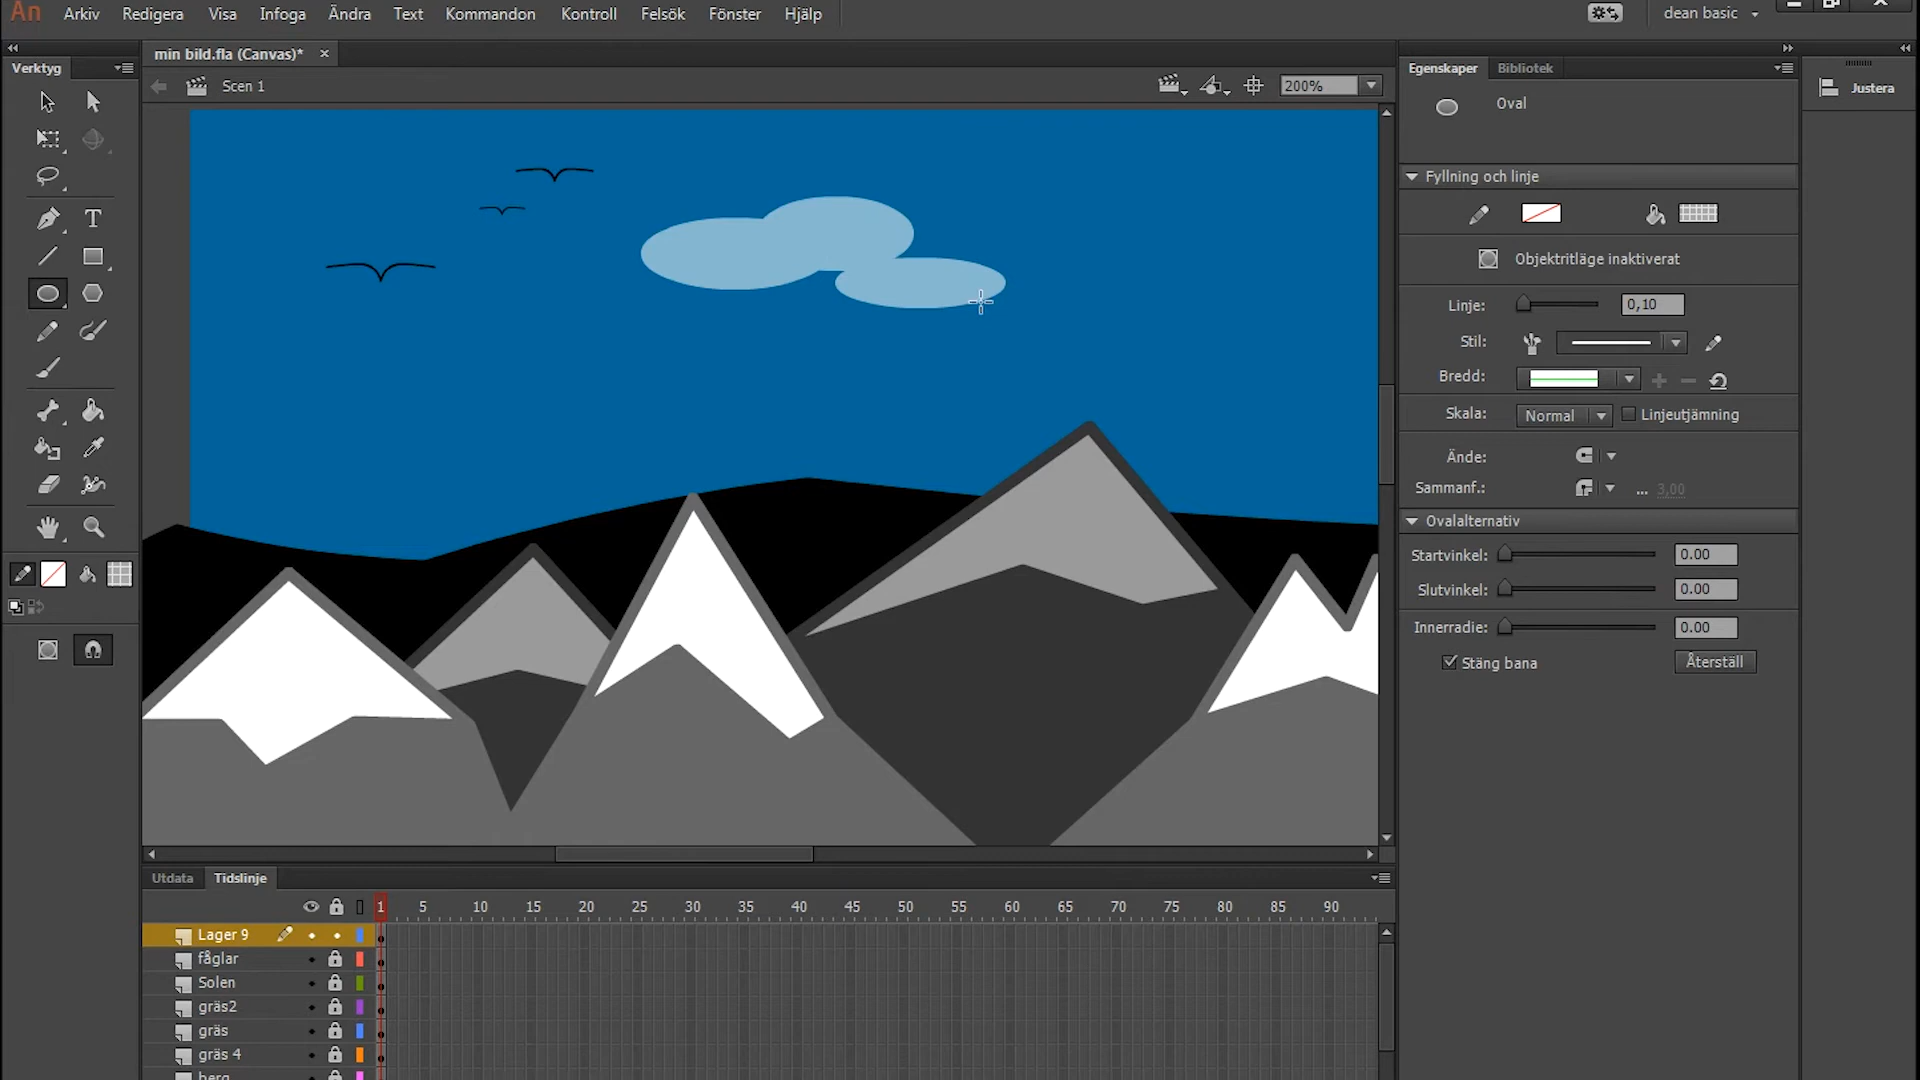 An Arkiv Redigera Visa Infoga Ändra Text Kommandon Kontroll Felsök Fönster Hjälp dean basic
min bild.fla (Canvas)*
Verktyg
Scen 1
200%
Egenskaper Bibliotek
Justera
Oval
Fyllning och linje
Objektritläge inaktiverat
Linje: 0,10
Stil:
Bredd:
Skala: Normal Linjeutjämning
Ände:
Sammanf.: ... 3,00
Ovalalternativ
Startvinkel: 0.00
Slutvinkel: 0.00
Innerradie: 0.00
Stäng bana Återställ
Utdata Tidslinje
1 5 10 15 20 25 30 35 40 45 50 55 60 65 70 75 80 85 90
Lager 9
fåglar
Solen
gräs2
gräs
gräs 4
berg